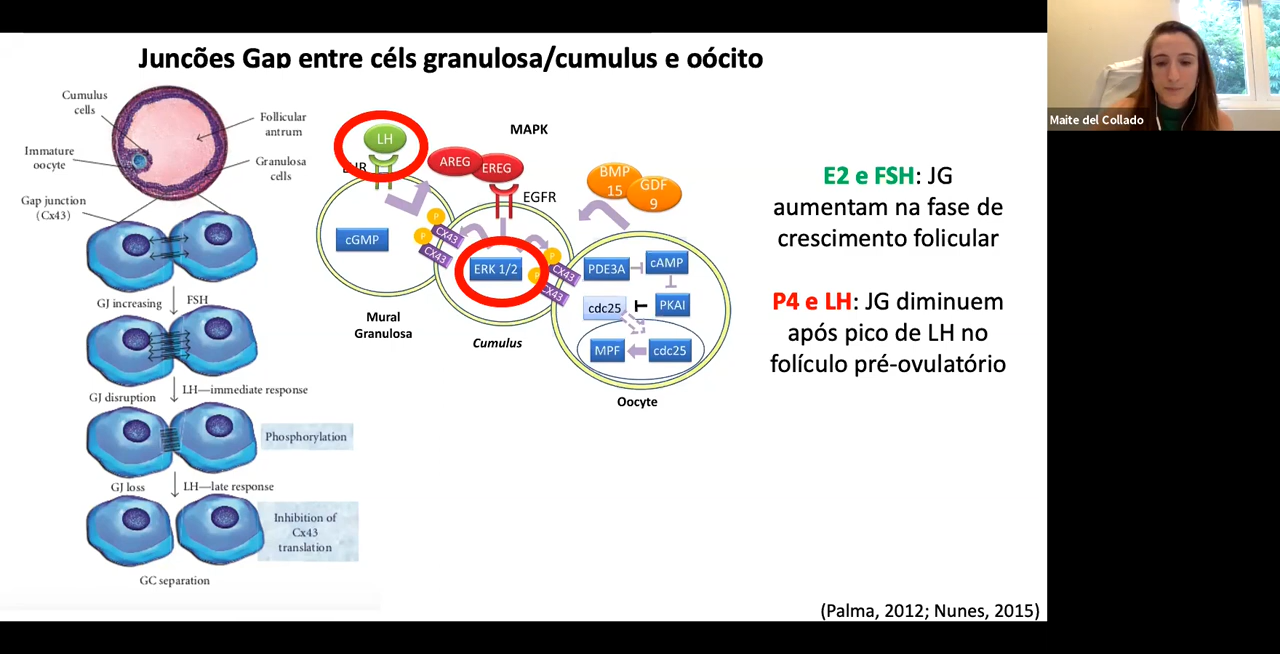 Junções Gap entre céls granulosa/cumulus e oócito
Cumulus
cells
Follicular
antrum
Immature
oocyte
Granulosa
cells
Gap junction
(Cx43)
GJ increasing
FSH
GJ disruption
LH—immediate response
Phosphorylation
GJ loss
LH—late response
Inhibition of
Cx43
translation
GC separation
MAPK
LH
AREG
EREG
EGFR
BMP
15
GDF
9
cGMP
P
P
Cx43
Cx43
ERK 1/2
P
P
Cx43
Cx43
PDE3A
cAMP
cdc25
PKAI
MPF
cdc25
Mural
Granulosa
Cumulus
Oocyte
E2 e FSH: JG
aumentam na fase de
crescimento folicular
P4 e LH: JG diminuem
após pico de LH no
folículo pré-ovulatório
(Palma, 2012; Nunes, 2015)
Maite del Collado